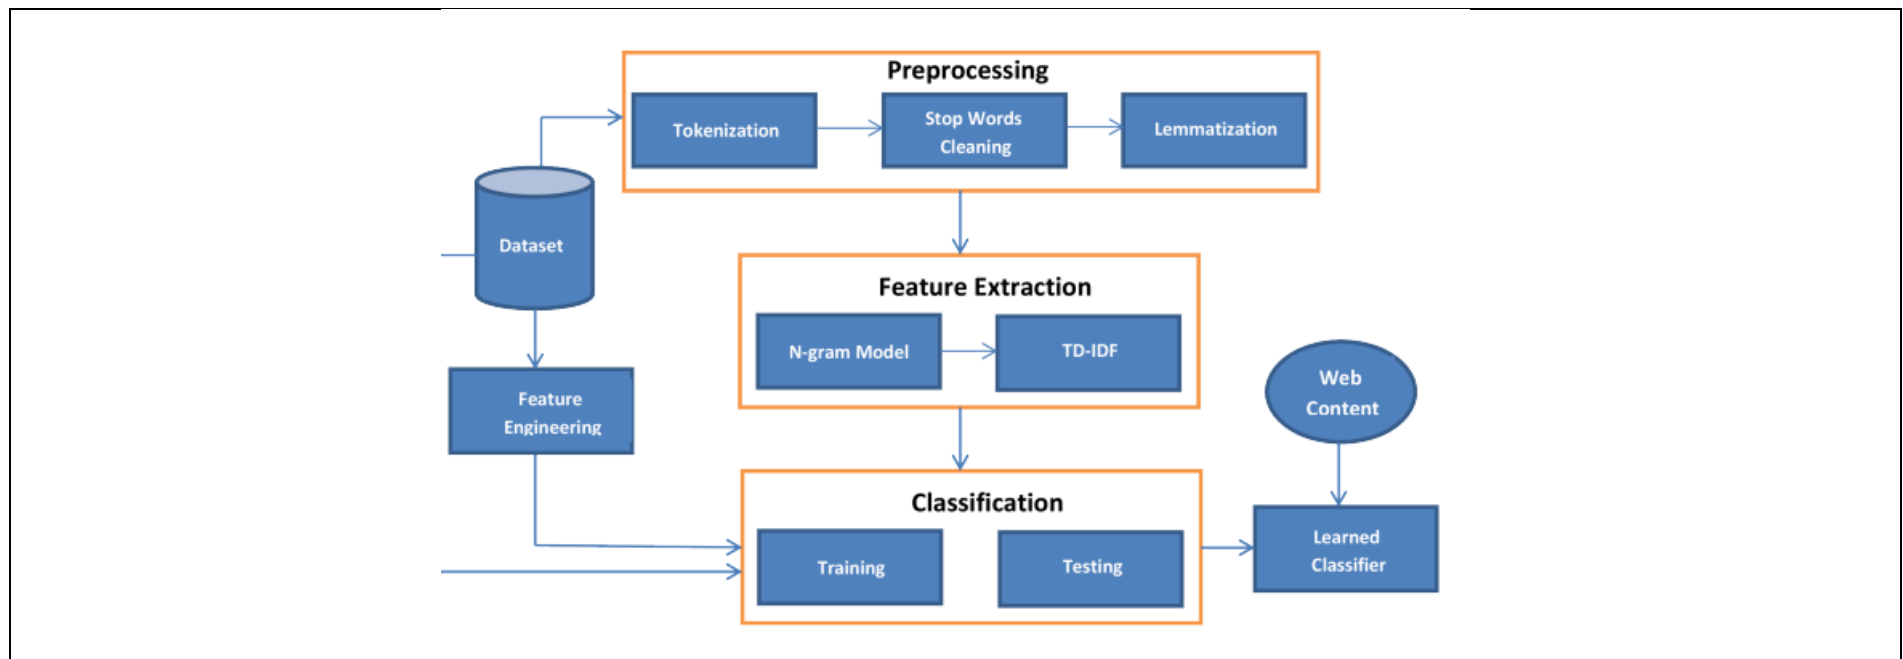 Preprocessing
Tokenization
Stop Words
Cleaning
Lemmatization
Dataset
Feature Extraction
N-gram Model
TD-IDF
Feature
Engineering
Web
Content
Classification
Training
Testing
Learned
Classifier